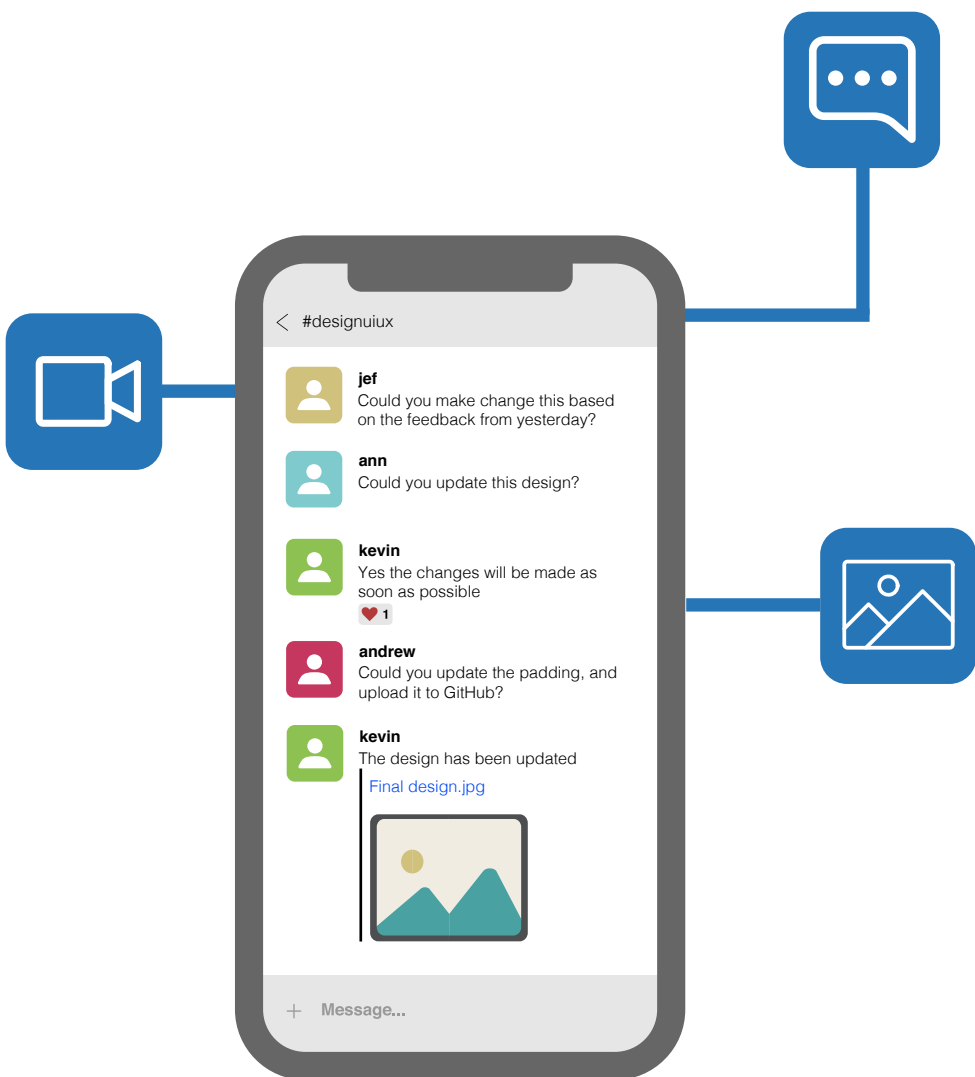 #designuiux
jef
Could you make change this based
on the feedback from yesterday?
ann
Could you update this design?
kevin
Yes the changes will be made as
soon as possible
1
andrew
Could you update the padding, and
upload it to GitHub?
kevin
The design has been updated
Final design.jpg
Message...